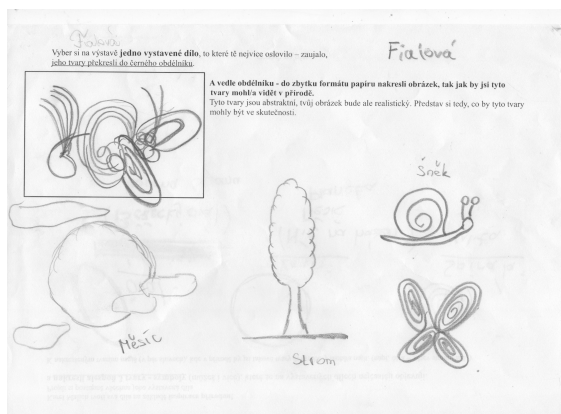 Fialová
Vyber si na výstavě jedno vystavené dílo, to které tě nejvíce oslovilo – zaujalo,
jeho tvary překresli do černého obdélníku.
Fialová
A vedle obdélníku - do zbytku formátu papíru nakresli obrázek, tak jak by jsi tyto
tvary mohl/a vidět v přírodě.
Tyto tvary jsou abstraktní, tvůj obrázek bude ale realistický. Představ si tedy, co by tyto tvary
mohly být ve skutečnosti.
Šněk
Měsíc
Strom